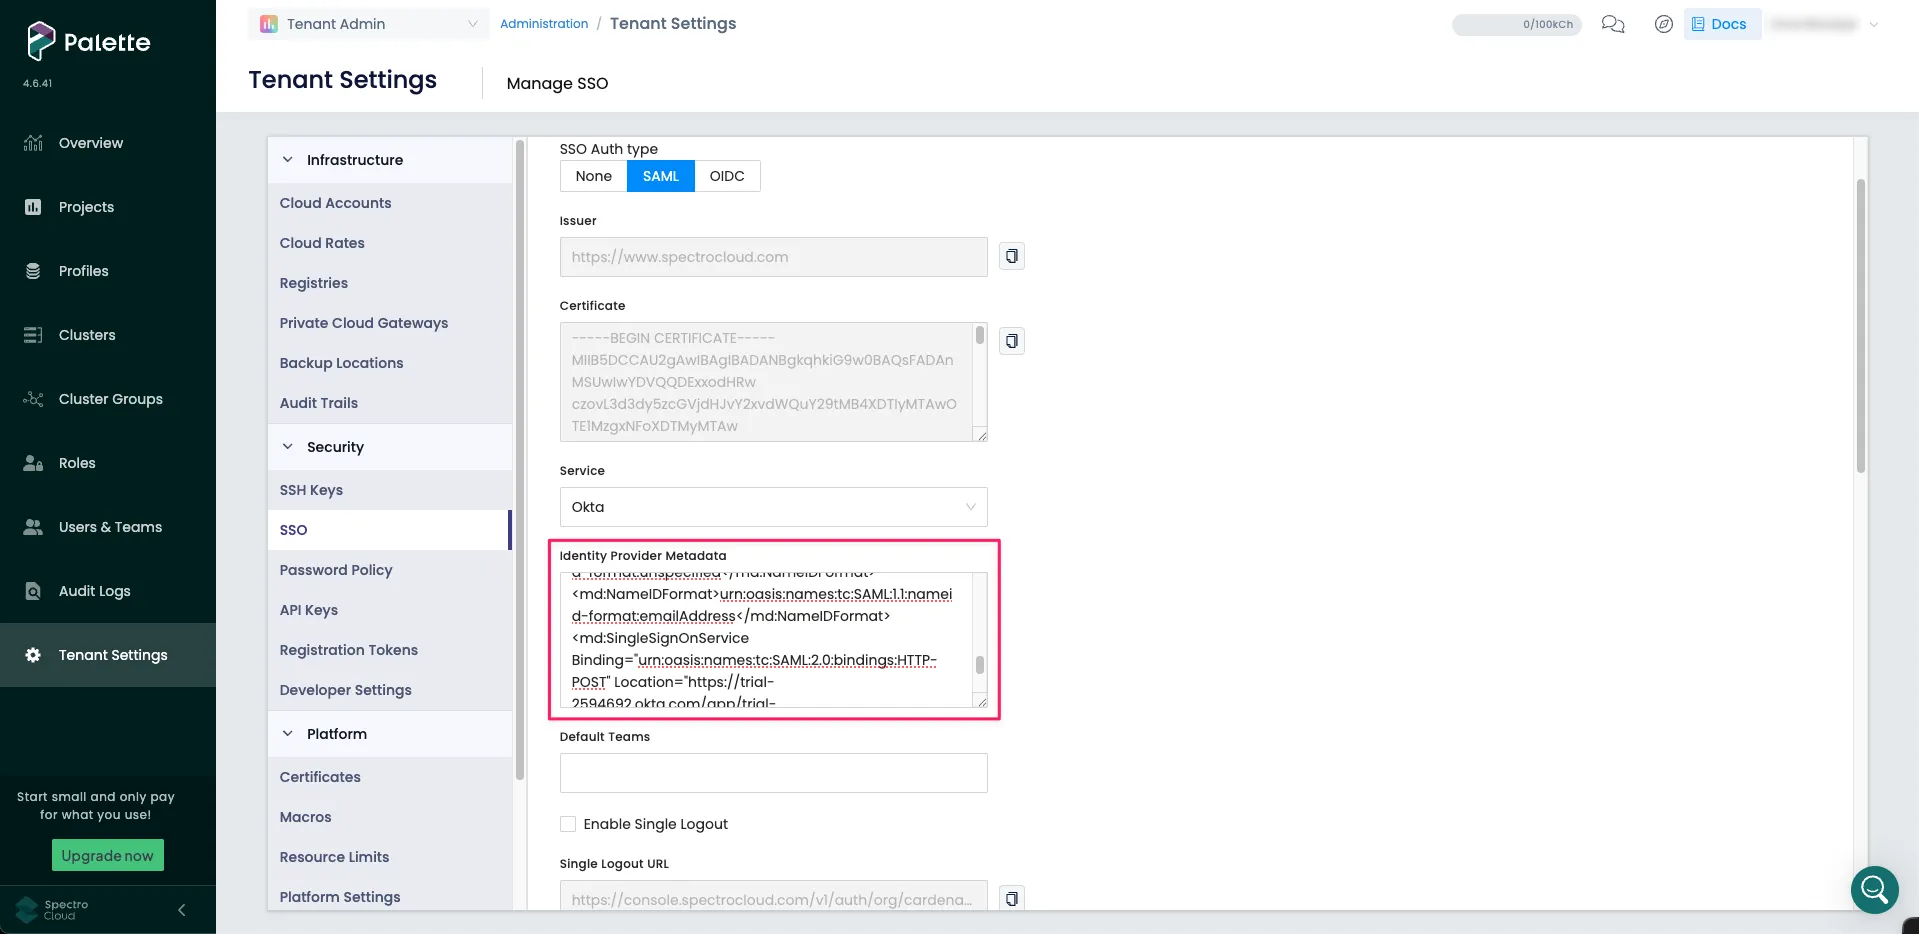 Palette
4.6.41
Overview
Projects
Profiles
Clusters
Cluster Groups
Roles
Users & Teams
Audit Logs
Tenant Settings
Start small and only pay
for what you use!
Upgrade now
Spectro
Cloud
Tenant Admin
Administration / Tenant Settings
0/100kCh
Docs
Tenant Settings
Manage SSO
Infrastructure
Cloud Accounts
Cloud Rates
Registries
Private Cloud Gateways
Backup Locations
Audit Trails
Security
SSH Keys
SSO
Password Policy
API Keys
Registration Tokens
Developer Settings
Platform
Certificates
Macros
Resource Limits
Platform Settings
SSO Auth type
None SAML OIDC
Issuer
https://www.spectrocloud.com
Certificate
-----BEGIN CERTIFICATE-----
MIIB5DCCAU2gAwIBAgIBADANBgkqhkiG9w0BAQsFADAn
MSUwIwYDVQQDExxodHRw
czovL3d3dy5zcGVjdHJvY2xvdWQuY29tMB4XDTIyMTAwO
TE1MzgxNFoXDTMyMTAw
Service
Okta
Identity Provider Metadata
d-format:unspecified</md:NameIDFormat>
<md:NameIDFormat>urn:oasis:names:tc:SAML:1.1:namei
d-format:emailAddress</md:NameIDFormat>
<md:SingleSignOnService
Binding="urn:oasis:names:tc:SAML:2.0:bindings:HTTP-
POST" Location="https://trial-
2594692.okta.com/app/trial-
Default Teams
Enable Single Logout
Single Logout URL
https://console.spectrocloud.com/v1/auth/org/cardena...